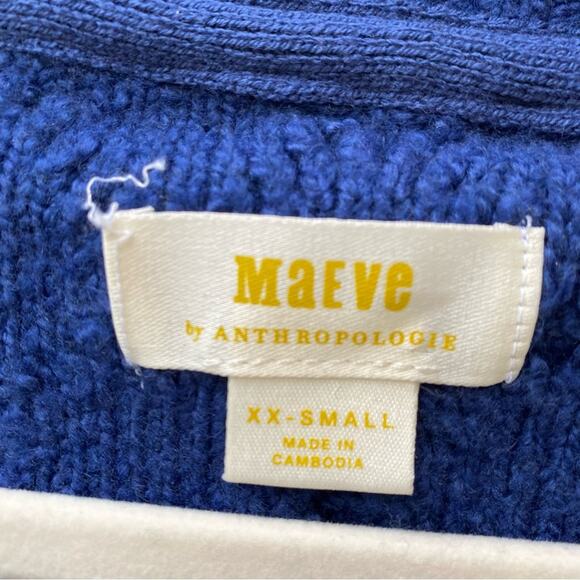 MaEve
by ANTHROPOLOGIE
XX-SMALL
MADE IN
CAMBODIA